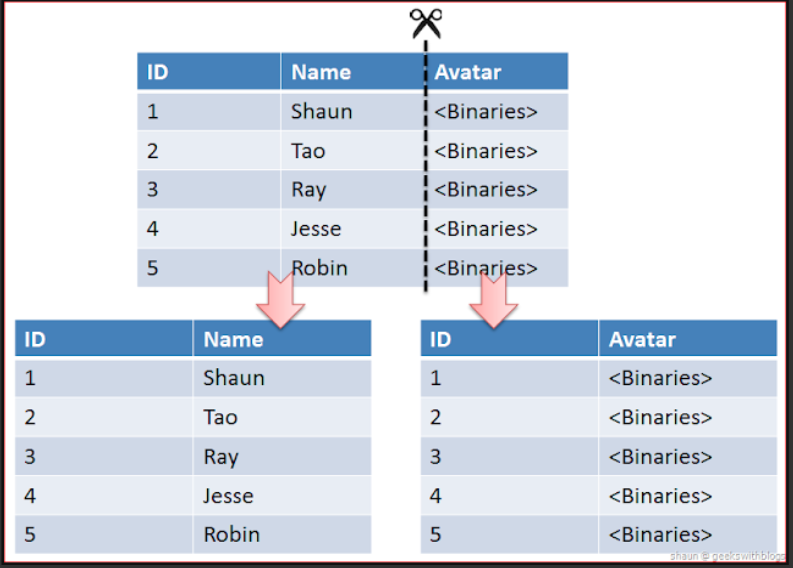 ID Name Avatar
1 Shaun <Binaries>
2 Tao <Binaries>
3 Ray <Binaries>
4 Jesse <Binaries>
5 Robin <Binaries>
ID Name
1 Shaun
2 Tao
3 Ray
4 Jesse
5 Robin
ID Avatar
1 <Binaries>
2 <Binaries>
3 <Binaries>
4 <Binaries>
5 <Binaries>
shaun @ geekswithblogs